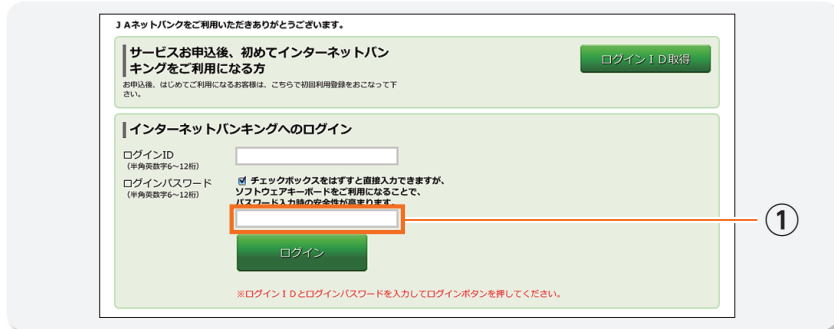 JAネットバンクをご利用いただきありがとうございます。
サービスお申込後、初めてインターネットバン
キングをご利用になる方
お申込後、はじめてご利用になるお客様は、こちらで初回利用登録をおこなって下
さい。
ログインID取得
インターネットバンキングへのログイン
ログインID
（半角英数字6～12桁）
ログインパスワード
（半角英数字6～12桁）
チェックボックスをはずすと直接入力できますが、
ソフトウェアキーボードをご利用になることで、
パスワード入力時の安全性が高まります。
①
ログイン
※ログインIDとログインパスワードを入力してログインボタンを押してください。